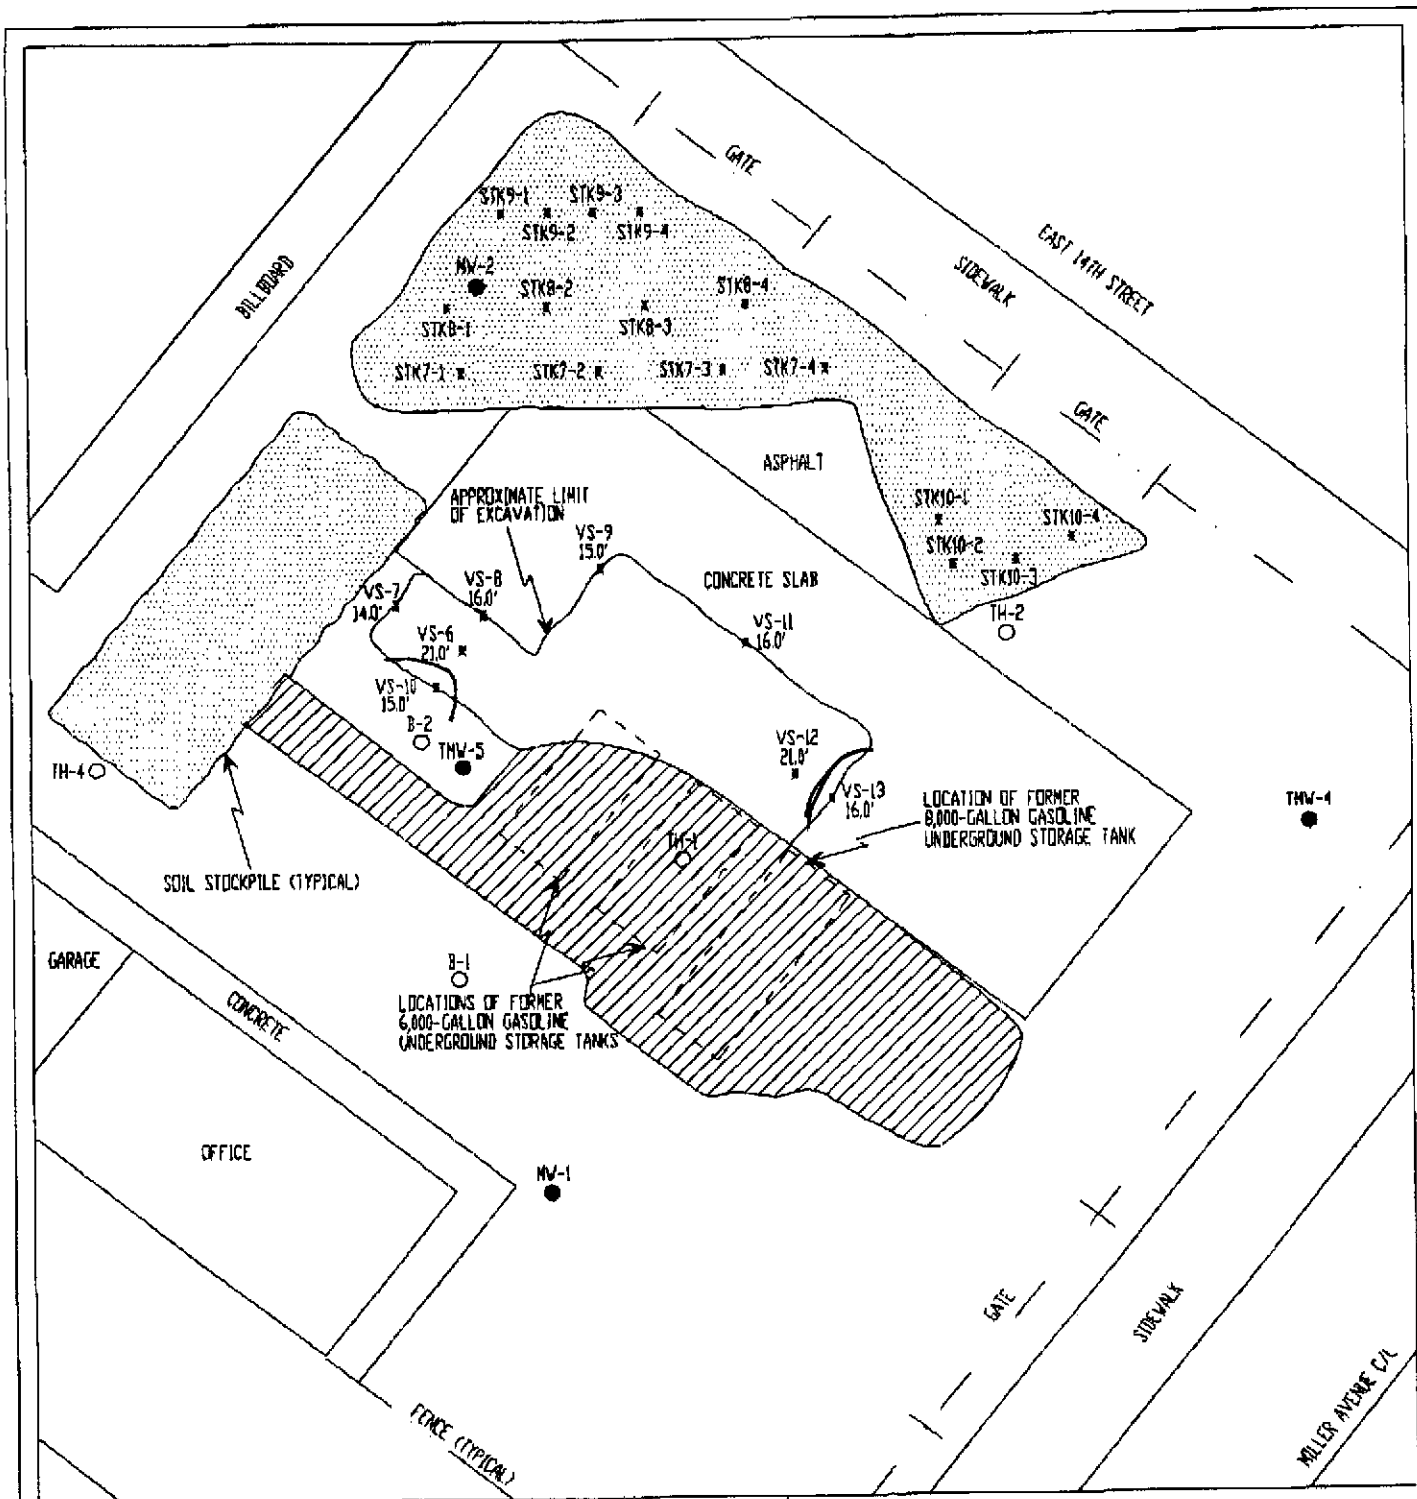 GATE
EAST 14TH STREET
SIDEWALK
BILLBOARD
STK9-1
STK9-3
STK9-2
STK9-4
MW-2
STK8-2
STK8-4
STK8-1
STK8-3
STK7-1
STK7-2
STK7-3
STK7-4
GATE
ASPHALT
APPROXIMATE LIMIT
OF EXCAVATION
STK10-1
STK10-4
STK10-2
STK10-3
TH-2
VS-9
15.0'
CONCRETE SLAB
VS-8
16.0'
VS-7
14.0'
VS-11
16.0'
VS-6
21.0'
VS-10
15.0'
B-2
TMW-5
VS-12
21.0'
VS-13
16.0'
TH-4
LOCATION OF FORMER
8,000-GALLON GASOLINE
UNDERGROUND STORAGE TANK
TMW-4
TH-1
SOIL STOCKPILE (TYPICAL)
GARAGE
B-1
CONCRETE
LOCATIONS OF FORMER
6,000-GALLON GASOLINE
UNDERGROUND STORAGE TANKS
OFFICE
MW-1
GATE
SIDEWALK
MILLER AVENUE C/L
FENCE (TYPICAL)